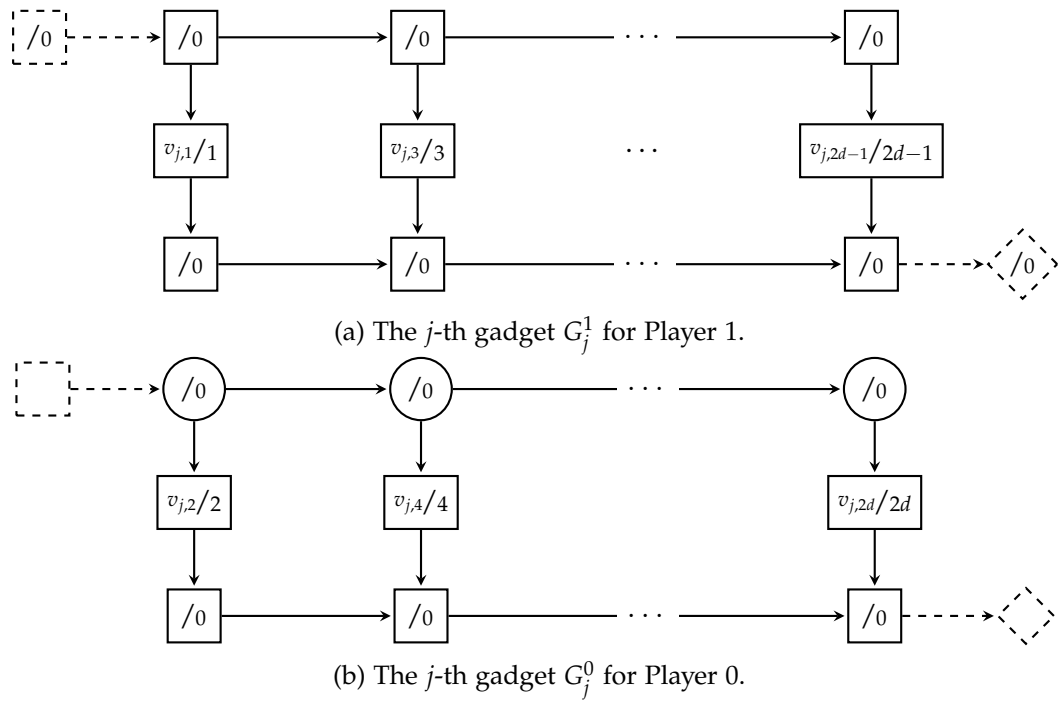 /0 /0 /0 ··· /0
v_{j,1}/1 v_{j,3}/3 ··· v_{j,2d−1}/2d−1
/0 /0 ··· /0 /0
(a) The j-th gadget G_j^1 for Player 1.
/0 /0 ··· /0
v_{j,2}/2 v_{j,4}/4 v_{j,2d}/2d
/0 /0 ··· /0
(b) The j-th gadget G_j^0 for Player 0.